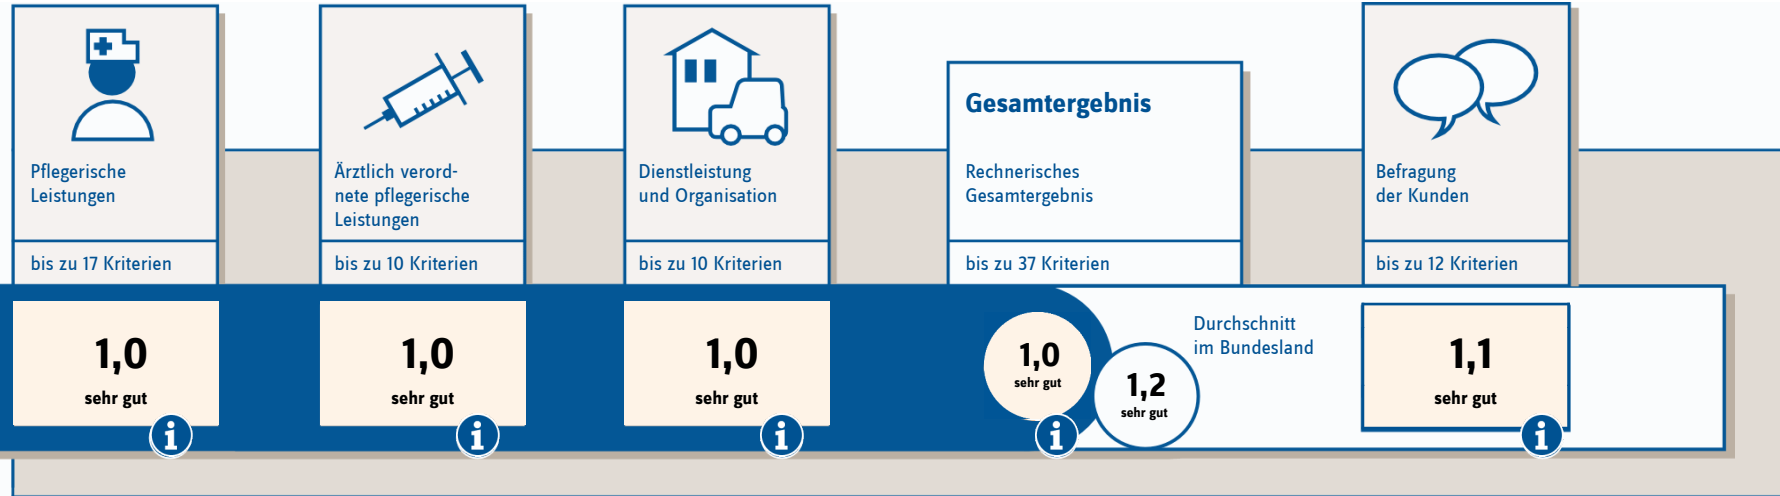 Pflegerische
Leistungen
bis zu 17 Kriterien
1,0
sehr gut
i
Ärztlich verord-
nete pflegerische
Leistungen
bis zu 10 Kriterien
1,0
sehr gut
i
Dienstleistung
und Organisation
bis zu 10 Kriterien
1,0
sehr gut
i
Gesamtergebnis
Rechnerisches
Gesamtergebnis
bis zu 37 Kriterien
1,0
sehr gut
i
1,2
sehr gut
Durchschnitt
im Bundesland
Befragung
der Kunden
bis zu 12 Kriterien
1,1
sehr gut
i